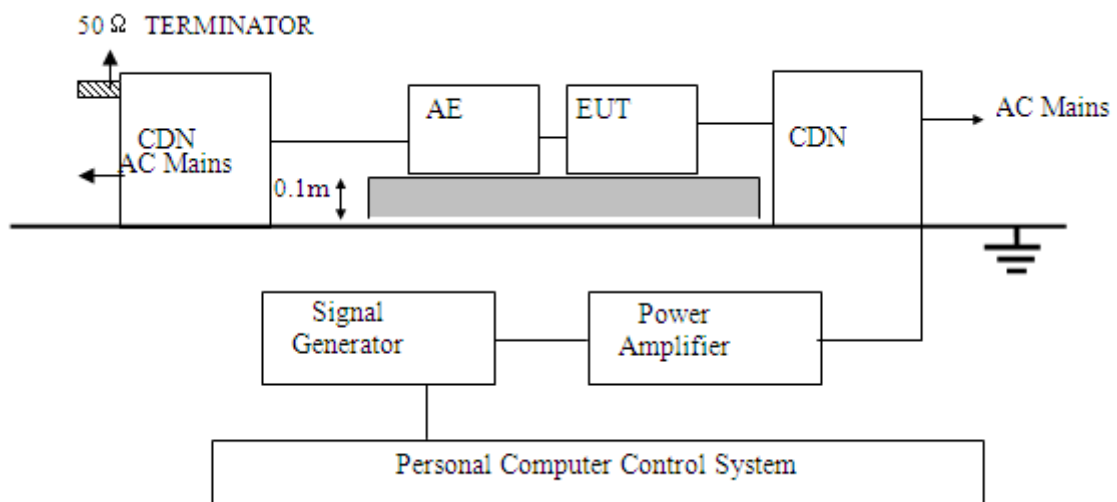 50 Ω TERMINATOR
AE
EUT
AC Mains
CDN
AC Mains
CDN
0.1m
Signal
Generator
Power
Amplifier
Personal Computer Control System